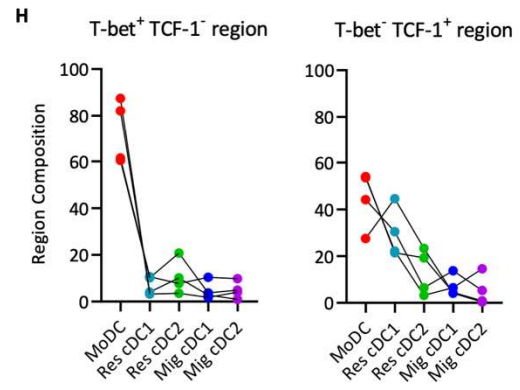 H
T-bet⁺ TCF-1⁻ region
T-bet⁻ TCF-1⁺ region
Region Composition
100
80
60
40
20
0
MoDC
Res cDC1
Res cDC2
Mig cDC1
Mig cDC2
100
80
60
40
20
0
MoDC
Res cDC1
Res cDC2
Mig cDC1
Mig cDC2